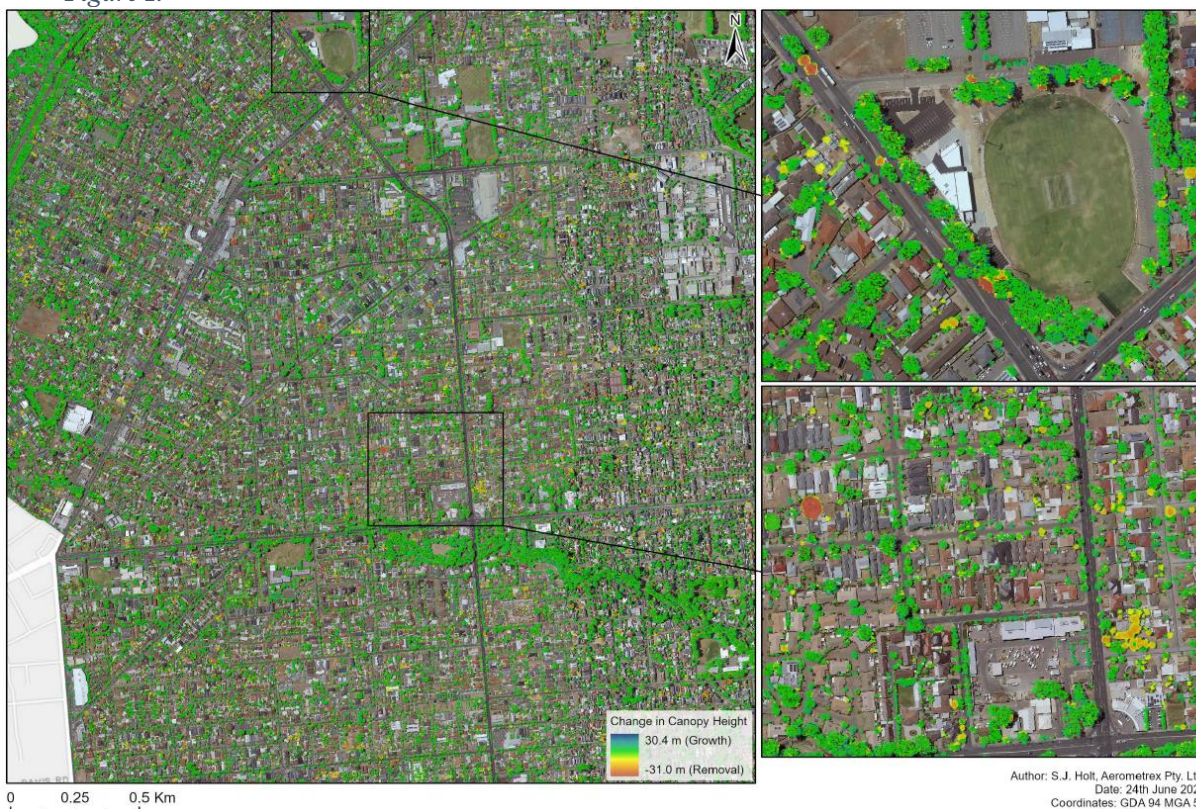 N
Change in Canopy Height
30.4 m (Growth)
-31.0 m (Removal)
0 0.25 0.5 Km
Author: S.J. Holt, Aerometrex Pty. Lt
Date: 24th June 202
Coordinates: GDA 94 MGA